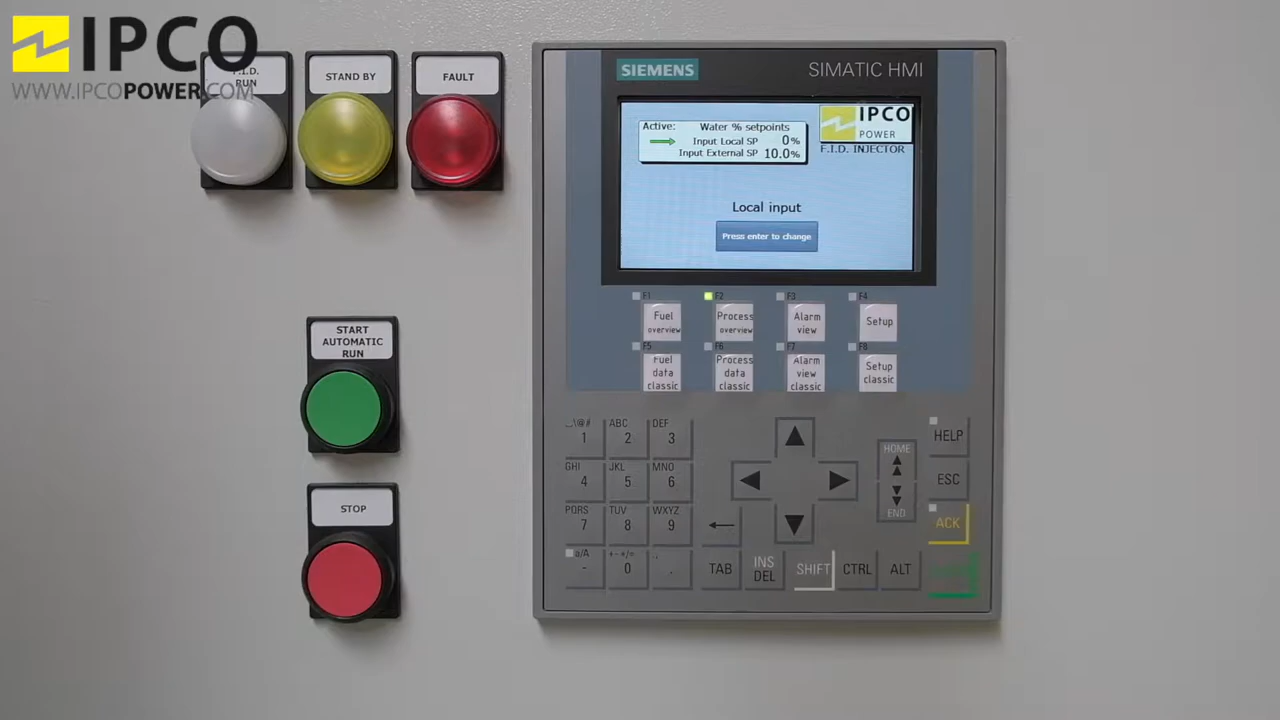 IPCO
WWW.IPCOPOWER.COM
RUN
STAND BY
FAULT
SIEMENS
SIMATIC HMI
Active:
Water % setpoints
Input Local SP 0%
Input External SP 10.0%
IPCO
POWER
F.I.D. INJECTOR
Local input
Press enter to change
F1
F2
F3
F4
Fuel
overview
Process
overview
Alarm
view
Setup
F5
F6
F7
F8
Fuel
data
classic
Process
data
classic
Alarm
view
classic
Setup
classic
START
AUTOMATIC
RUN
STOP
1
ABC
2
DEF
3
GHI
4
JKL
5
MNO
6
PQRS
7
TUV
8
WXYZ
9
a/A
-
+-*/=
0
.,
.
TAB
INS
DEL
SHIFT
CTRL
ALT
HOME
END
HELP
ESC
ACK